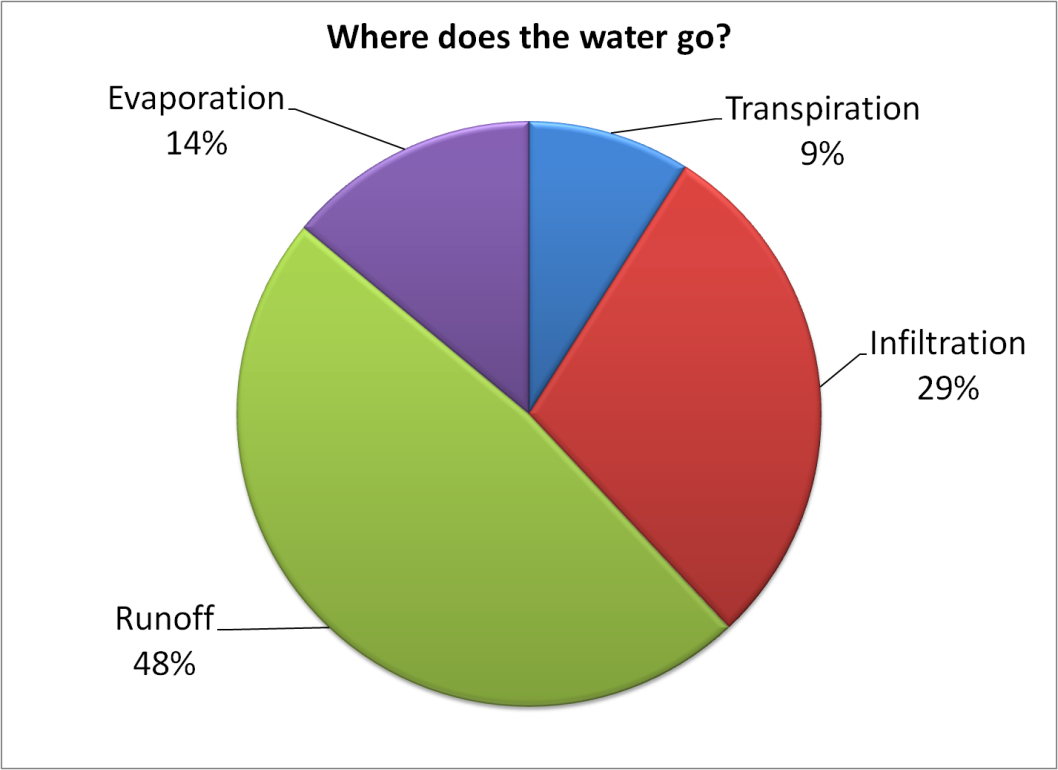 Where does the water go?
Evaporation
14%
Transpiration
9%
Infiltration
29%
Runoff
48%